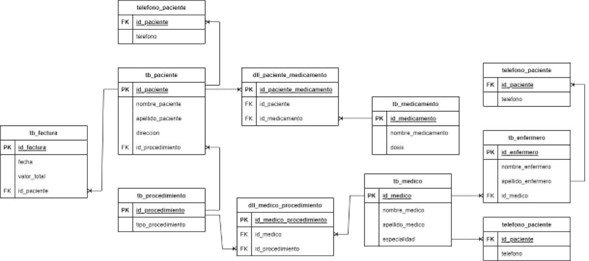 telefono_paciente
FK id_paciente
telefono
tb_paciente
PK id_paciente
nombre_paciente
apelido_paciente
direccion
FK id_procedimiento
dll_paciente_medicamento
PK id_paciente_medicamento
FK id_paciente
FK id_medicamento
tb_medicamento
PK id_medicamento
nombre_medicamento
dosis
telefono_paciente
FK id_paciente
telefono
tb_factura
PK id_factura
fecha
valor_total
FK id_paciente
tb_enfermero
PK id_enfermero
nombre_enfermero
apelido_enfermero
FK id_medico
tb_procedimiento
PK id_procedimiento
tipo_procedimiento
dll_medico_procedimiento
PK id_medico_procedimiento
FK id_medico
FK id_procedimiento
tb_medico
PK id_medico
nombre_medico
apelido_medico
especialidad
telefono_paciente
FK id_paciente
telefono